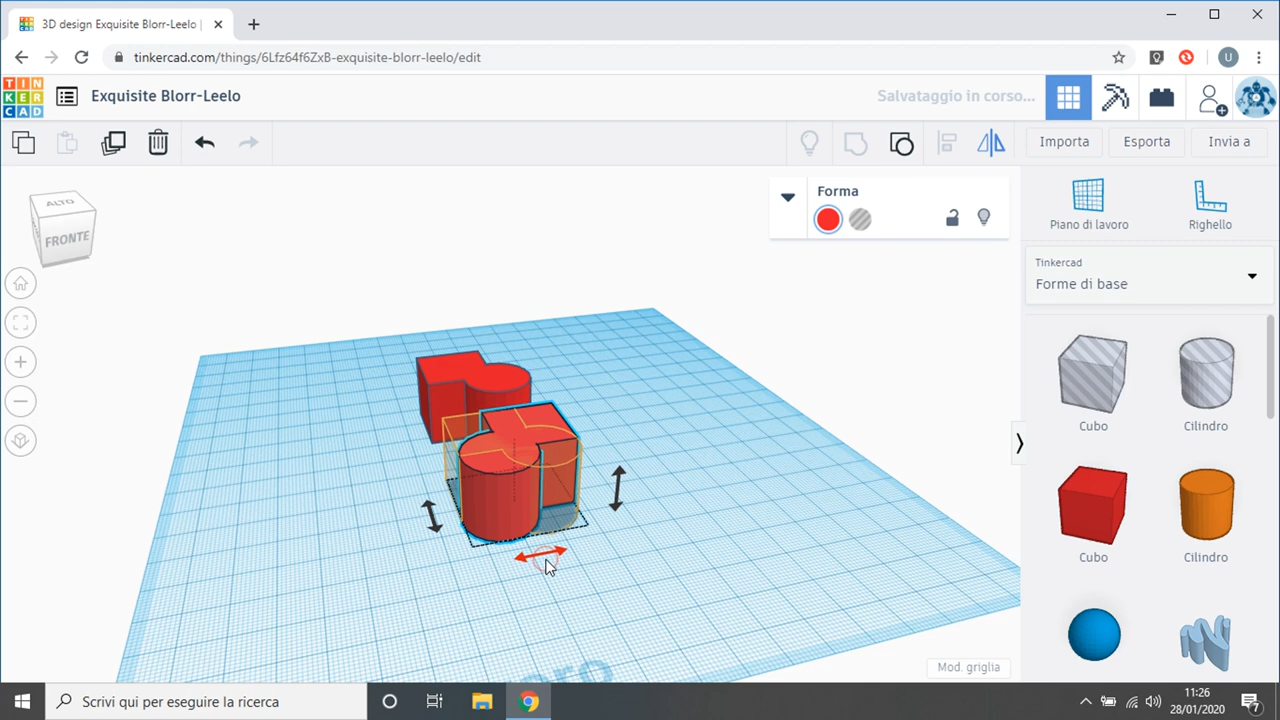 3D design Exquisite Blorr-Leelo |
tinkercad.com/things/6Lfz64f6ZxB-exquisite-blorr-leelo/edit
U
TIN
KER
CAD
Exquisite Blorr-Leelo
Salvataggio in corso...
Importa
Esporta
Invia a
ALTO
FRONTE
Forma
Piano di lavoro
Righello
Tinkercad
Forme di base
Cubo
Cilindro
Cubo
Cilindro
Mod. griglia
Scrivi qui per eseguire la ricerca
11:26
28/01/2020
7